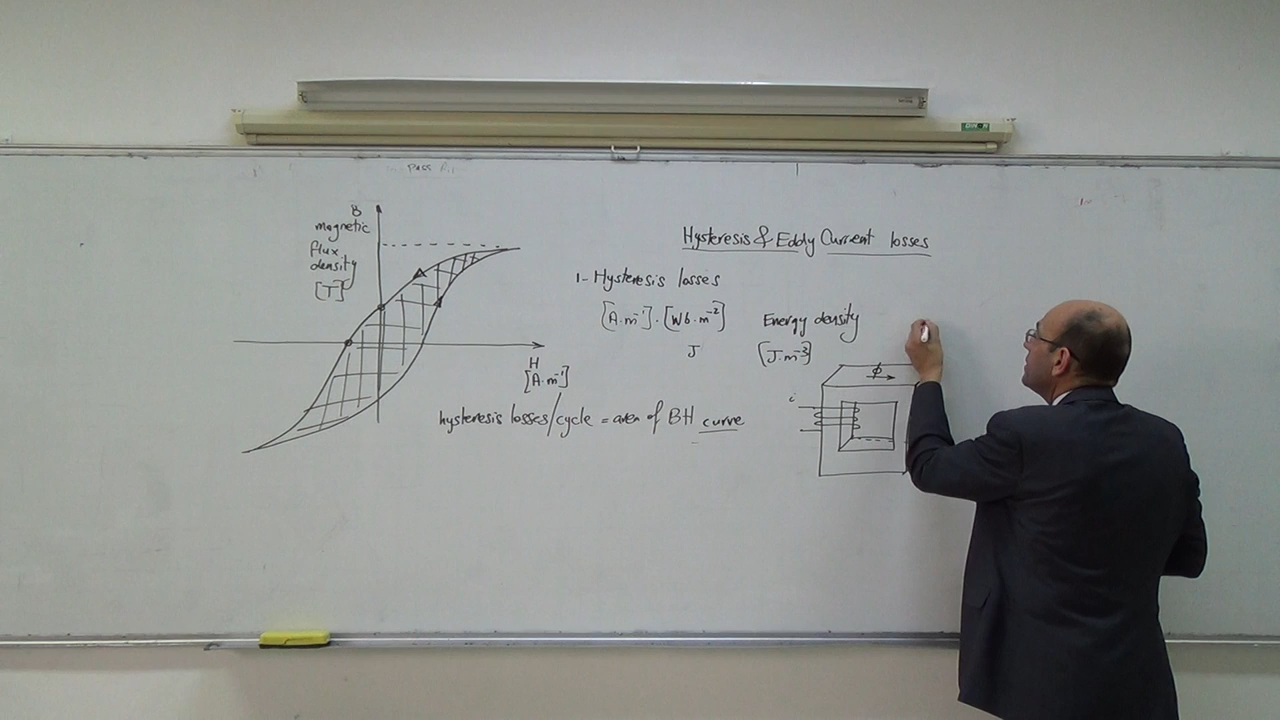 B
magnetic
flux
density
[T]
H
[A.m⁻¹]
Hysteresis & Eddy Current losses
1- Hysteresis losses
[A.m⁻¹].[Wb.m⁻²]
J
Energy density
[J.m⁻³]
hysteresis losses/cycle = area of BH curve
i
ϕ